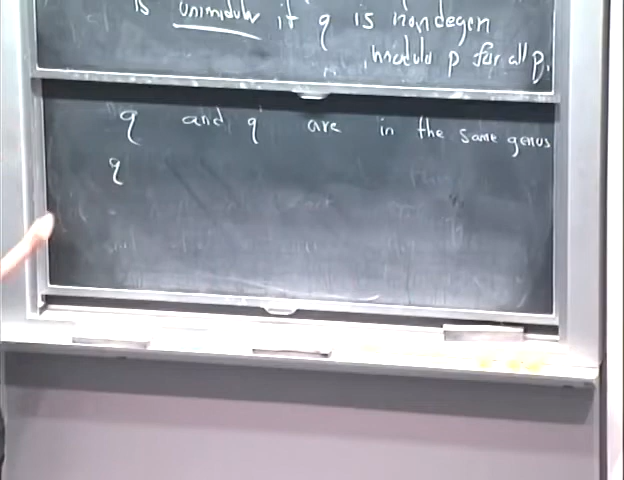 is unimodular if q is nondegen
modulo p for all p.
q and q' are in the same genus
q